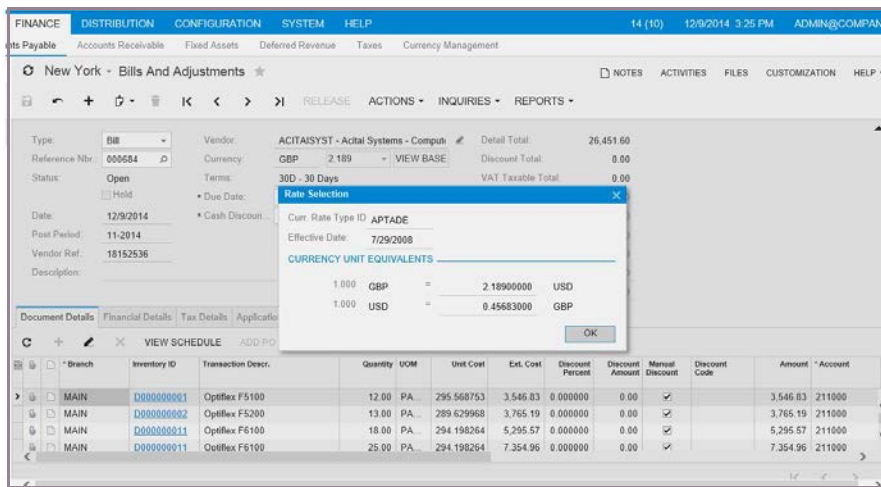 FINANCE DISTRIBUTION CONFIGURATION SYSTEM HELP 14 (10) 12/9/2014 3:25 PM ADMIN@COMPAN
nts Payable Accounts Receivable Fixed Assets Deferred Revenue Taxes Currency Management
New York - Bills And Adjustments NOTES ACTIVITIES FILES CUSTOMIZATION HELP
RELEASE ACTIONS INQUIRIES REPORTS
Type: Bill Vendor: ACITAISYST - Acital Systems - Computi Detail Total: 26,451.60
Reference Nbr.: 000684 Currency: GBP 2.189 VIEW BASE Discount Total: 0.00
Status: Open Terms: 30D - 30 Days VAT Taxable Total: 0.00
Hold * Due Date: Rate Selection
Date: 12/9/2014 * Cash Discoun... Curr. Rate Type ID APTADE
Post Period: 11-2014 Effective Date: 7/29/2008
Vendor Ref.: 18152536 CURRENCY UNIT EQUIVALENTS
Description: 1.000 GBP = 2.18900000 USD
1.000 USD = 0.45683000 GBP
Document Details Financial Details Tax Details Applicatio
OK
VIEW SCHEDULE ADD PO
* Branch Inventory ID Transaction Descr. Quantity UOM Unit Cost Ext. Cost Discount Percent Discount Amount Manual Discount Discount Code Amount * Account
MAIN D000000001 Optiflex F5100 12.00 PA... 295.568753 3,546.83 0.000000 0.00 3,546.83 211000
MAIN D000000002 Optiflex F5200 13.00 PA... 289.629968 3,765.19 0.000000 0.00 3,765.19 211000
MAIN D000000011 Optiflex F6100 18.00 PA... 294.198264 5,295.57 0.000000 0.00 5,295.57 211000
MAIN D000000011 Optiflex F6100 25.00 PA... 294.198264 7,354.96 0.000000 0.00 7,354.96 211000